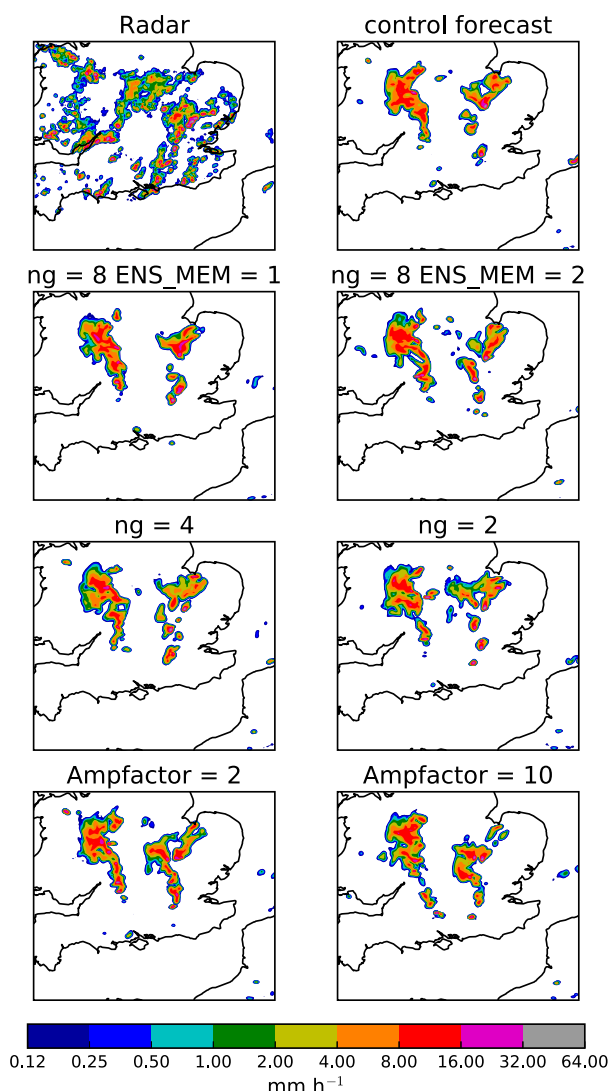 Radar
control forecast
ng = 8 ENS_MEM = 1
ng = 8 ENS_MEM = 2
ng = 4
ng = 2
Ampfactor = 2
Ampfactor = 10
0.12 0.25 0.50 1.00 2.00 4.00 8.00 16.00 32.00 64.00
mm h⁻¹